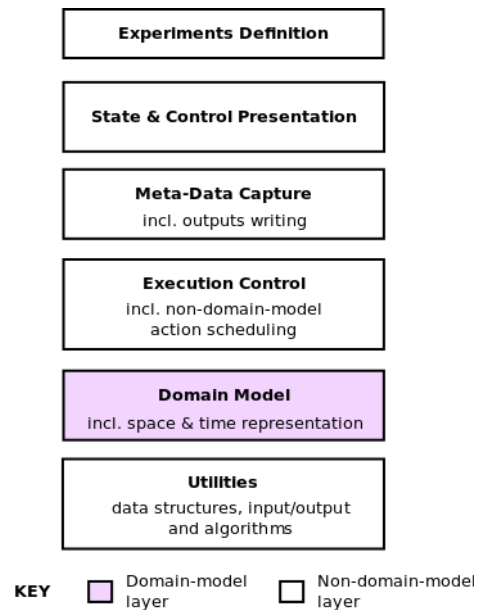 Experiments Definition
State & Control Presentation
Meta-Data Capture
incl. outputs writing
Execution Control
incl. non-domain-model
action scheduling
Domain Model
incl. space & time representation
Utilities
data structures, input/output
and algorithms
KEY
Domain-model
layer
Non-domain-model
layer